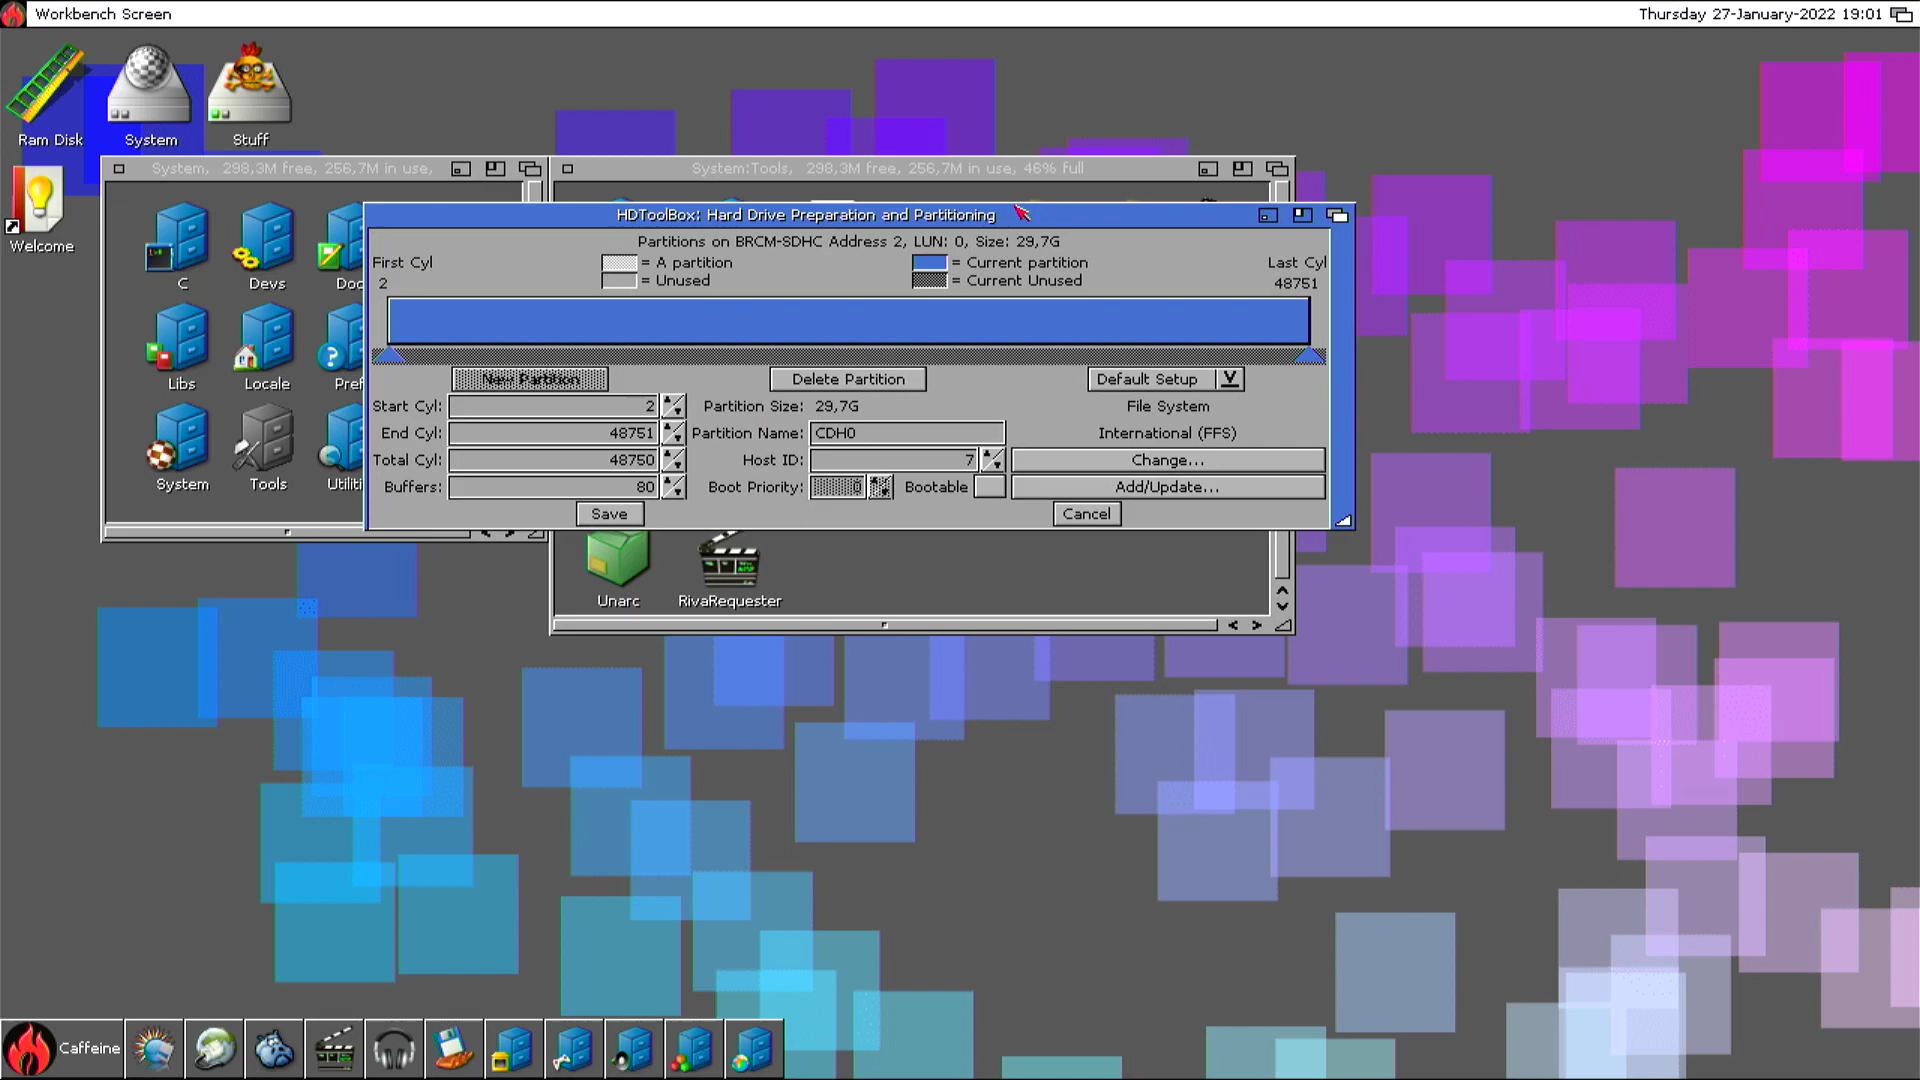 Workbench Screen
Thursday 27-January-2022 19:01
Ram Disk
System
Stuff
Welcome
System, 298,3M free, 256,7M in use,
System:Tools, 298,3M free, 256,7M in use, 46% full
C
Devs
Doc
Libs
Locale
Pref
System
Tools
Utiliti
HDToolBox: Hard Drive Preparation and Partitioning
Partitions on BRCM-SDHC Address 2, LUN: 0, Size: 29,7G
First Cyl
= A partition
= Current partition
Last Cyl
2
= Unused
= Current Unused
48751
New Partition
Delete Partition
Default Setup
Start Cyl: 2
Partition Size: 29,7G
File System
End Cyl: 48751
Partition Name: CDH0
International (FFS)
Total Cyl: 48750
Host ID: 7
Change...
Buffers: 80
Boot Priority: 0
Bootable
Add/Update...
Save
Cancel
Unarc
RivaRequester
Caffeine